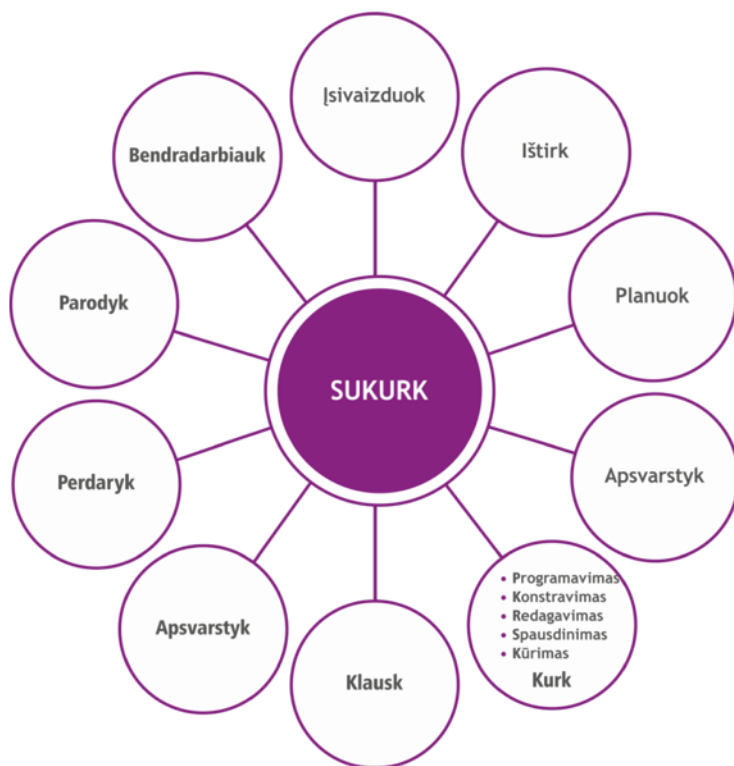 Įsivaizduok
Ištirk
Planuok
Apsvarstyk
• Programavimas
• Konstravimas
• Redagavimas
• Spausdinimas
• Kūrimas
Kurk
Klausk
Apsvarstyk
Perdaryk
Parodyk
Bendradarbiauk
SUKURK